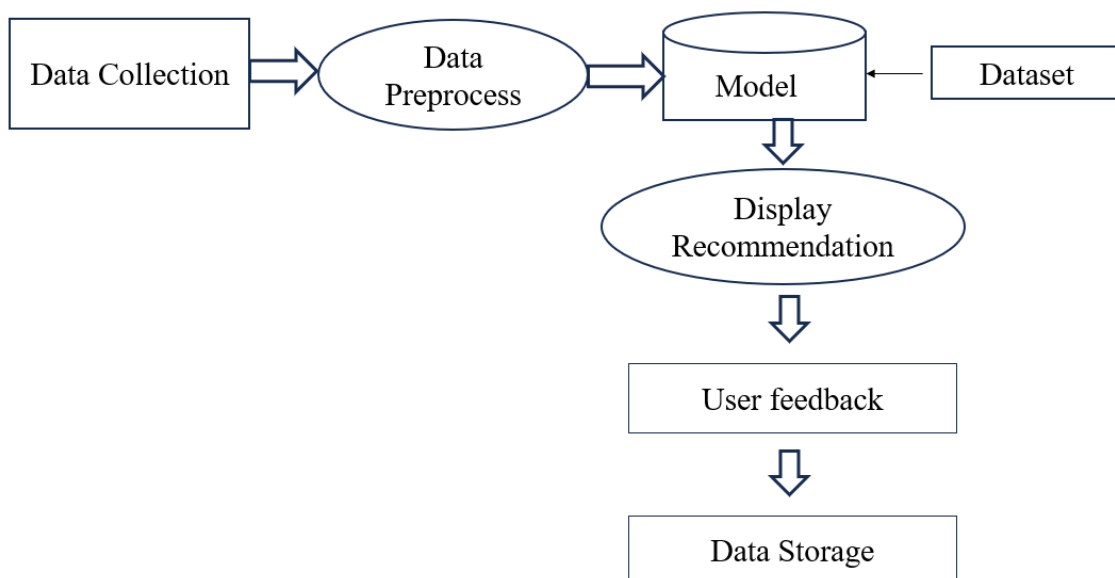 Data Collection
Data
Preprocess
Model
Dataset
Display
Recommendation
User feedback
Data Storage